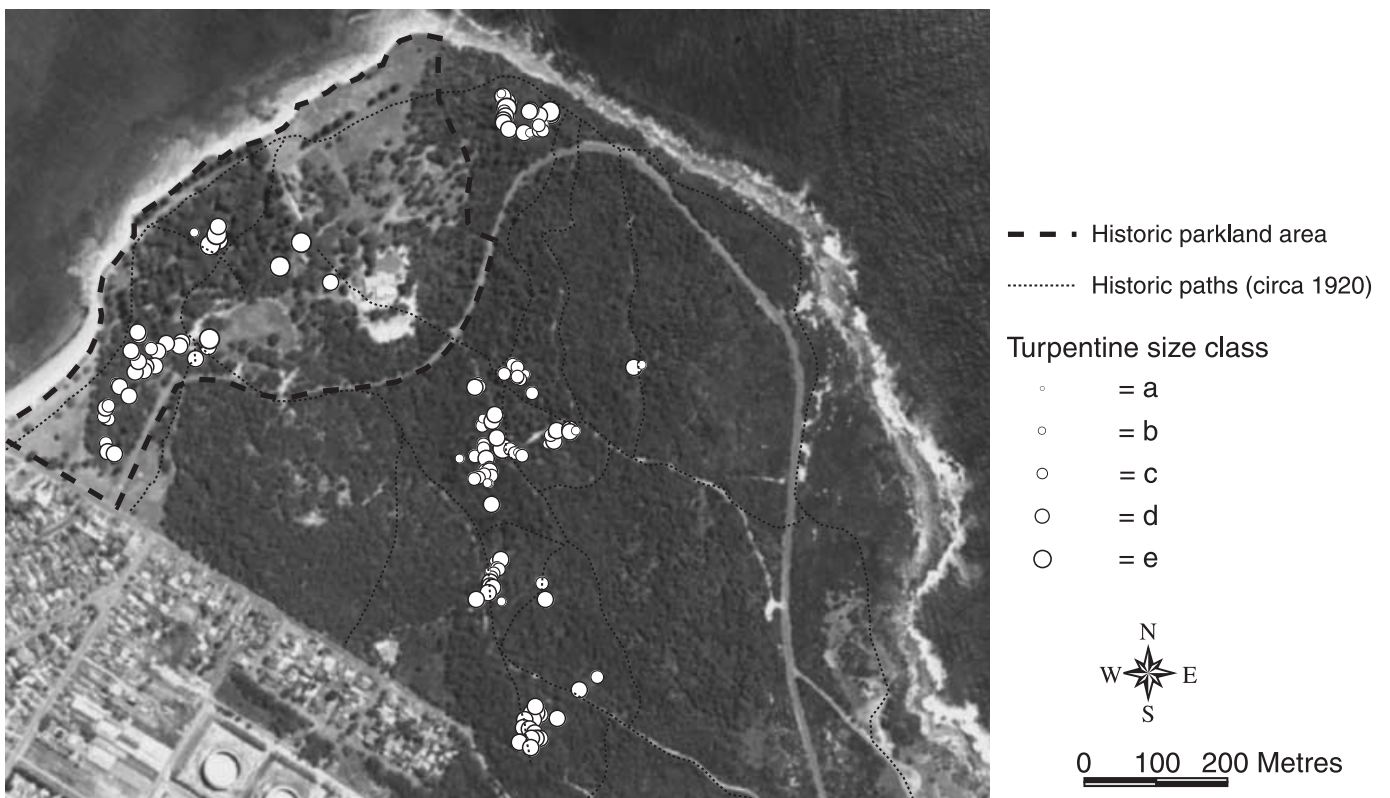 Historic parkland area
Historic paths (circa 1920)
Turpentine size class
= a
= b
= c
= d
= e
N
W E
S
0 100 200 Metres